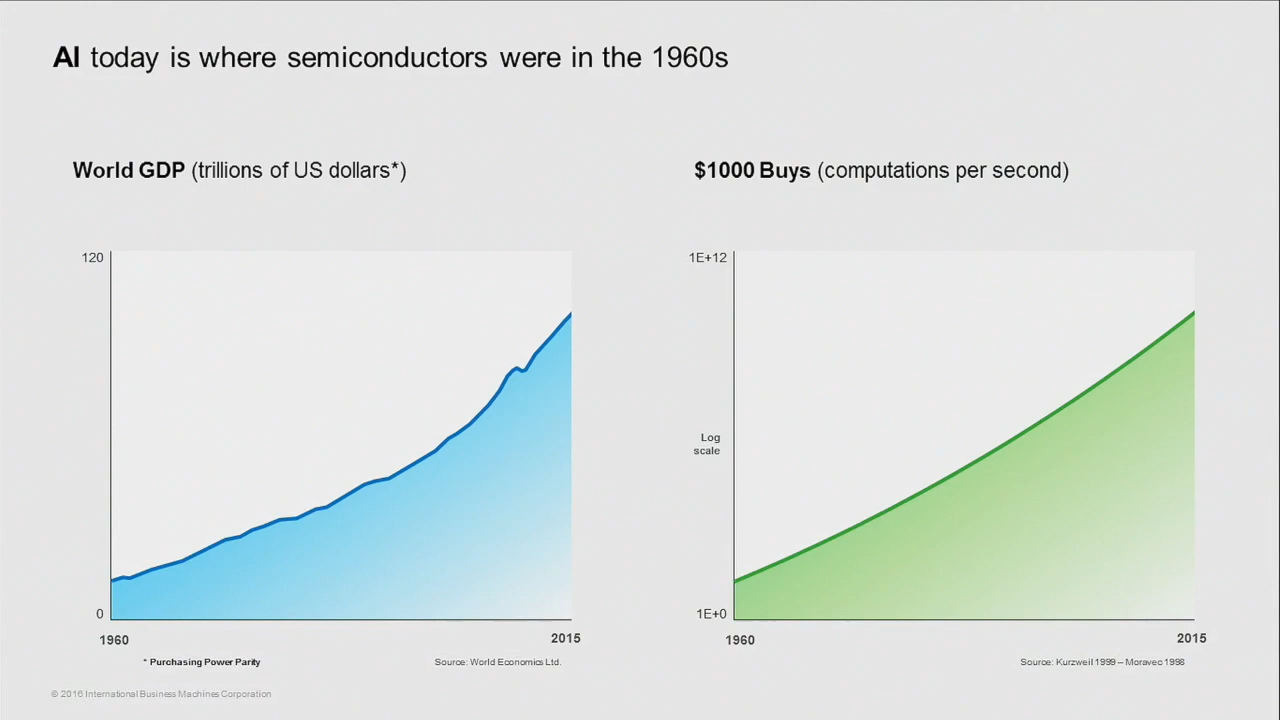 AI today is where semiconductors were in the 1960s
World GDP (trillions of US dollars*)
120
0
1960
2015
* Purchasing Power Parity
Source: World Economics Ltd.
$1000 Buys (computations per second)
1E+12
Log
scale
1E+0
1960
2015
Source: Kurzweil 1999 – Moravec 1998
© 2016 International Business Machines Corporation